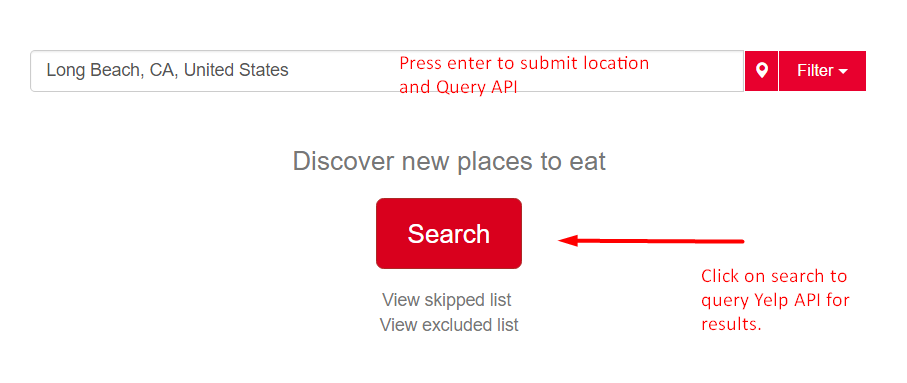 Long Beach, CA, United States
Press enter to submit location
and Query API
Filter
Discover new places to eat
Search
Click on search to
query Yelp API for
results.
View skipped list
View excluded list